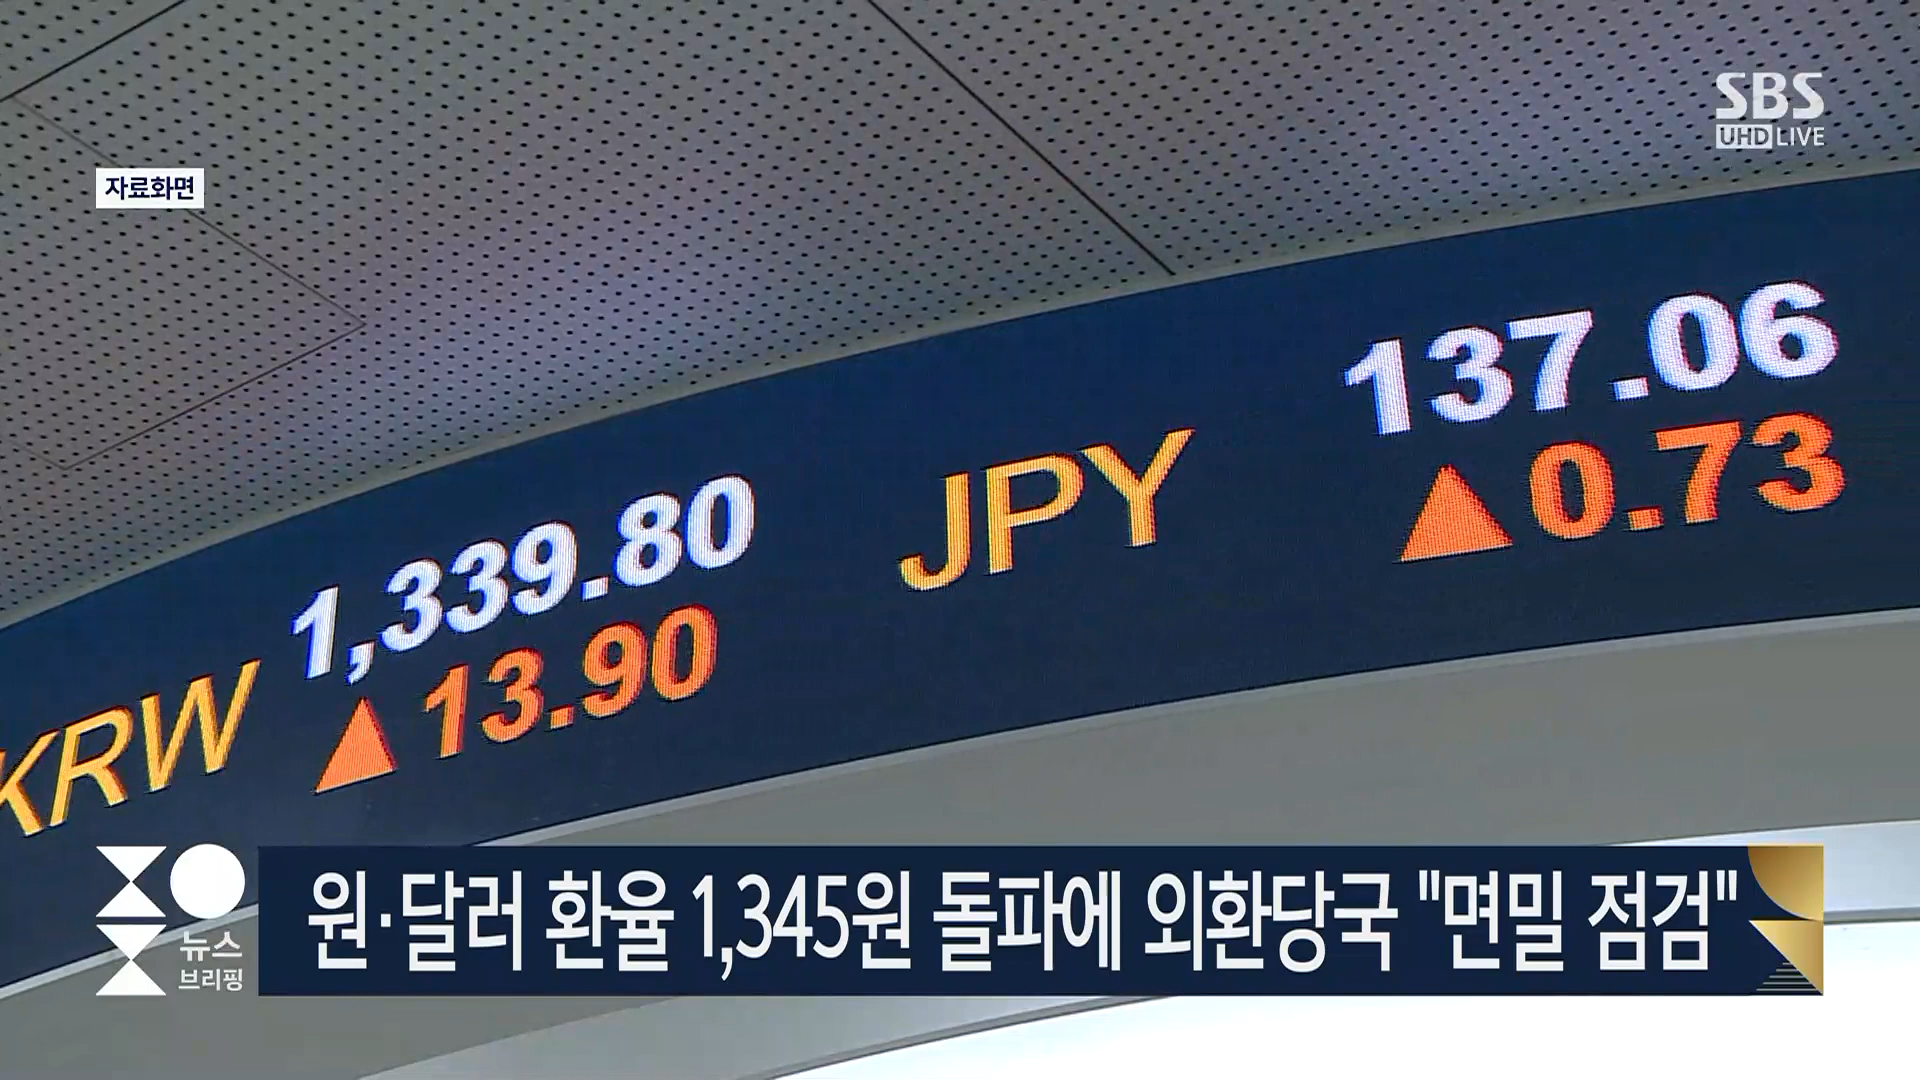 SBS
UHD LIVE
자료화면
137.06
▲0.73
JPY
1,339.80
▲13.90
KRW
원·달러 환율 1,345원 돌파에 외환당국 "면밀 점검"
뉴스
브리핑